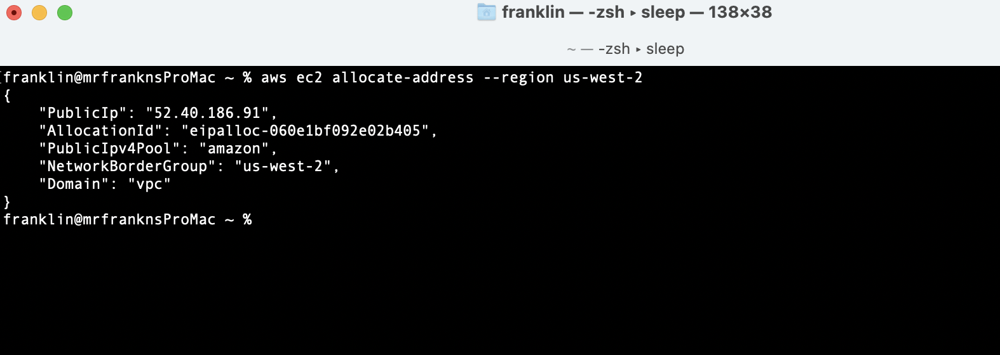 franklin — -zsh ▸ sleep — 138×38
~ — -zsh ▸ sleep
franklin@mrfranknsProMac ~ % aws ec2 allocate-address --region us-west-2
{
    "PublicIp": "52.40.186.91",
    "AllocationId": "eipalloc-060e1bf092e02b405",
    "PublicIpv4Pool": "amazon",
    "NetworkBorderGroup": "us-west-2",
    "Domain": "vpc"
}
franklin@mrfranknsProMac ~ %